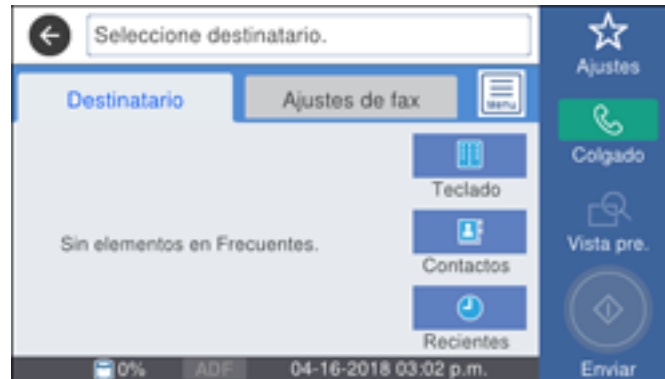 Seleccione destinatario.
Ajustes
Destinatario
Ajustes de fax
Menu
Colgado
Teclado
Vista pre.
Sin elementos en Frecuentes.
Contactos
Recientes
0%
ADF
04-16-2018 03:02 p.m.
Enviar